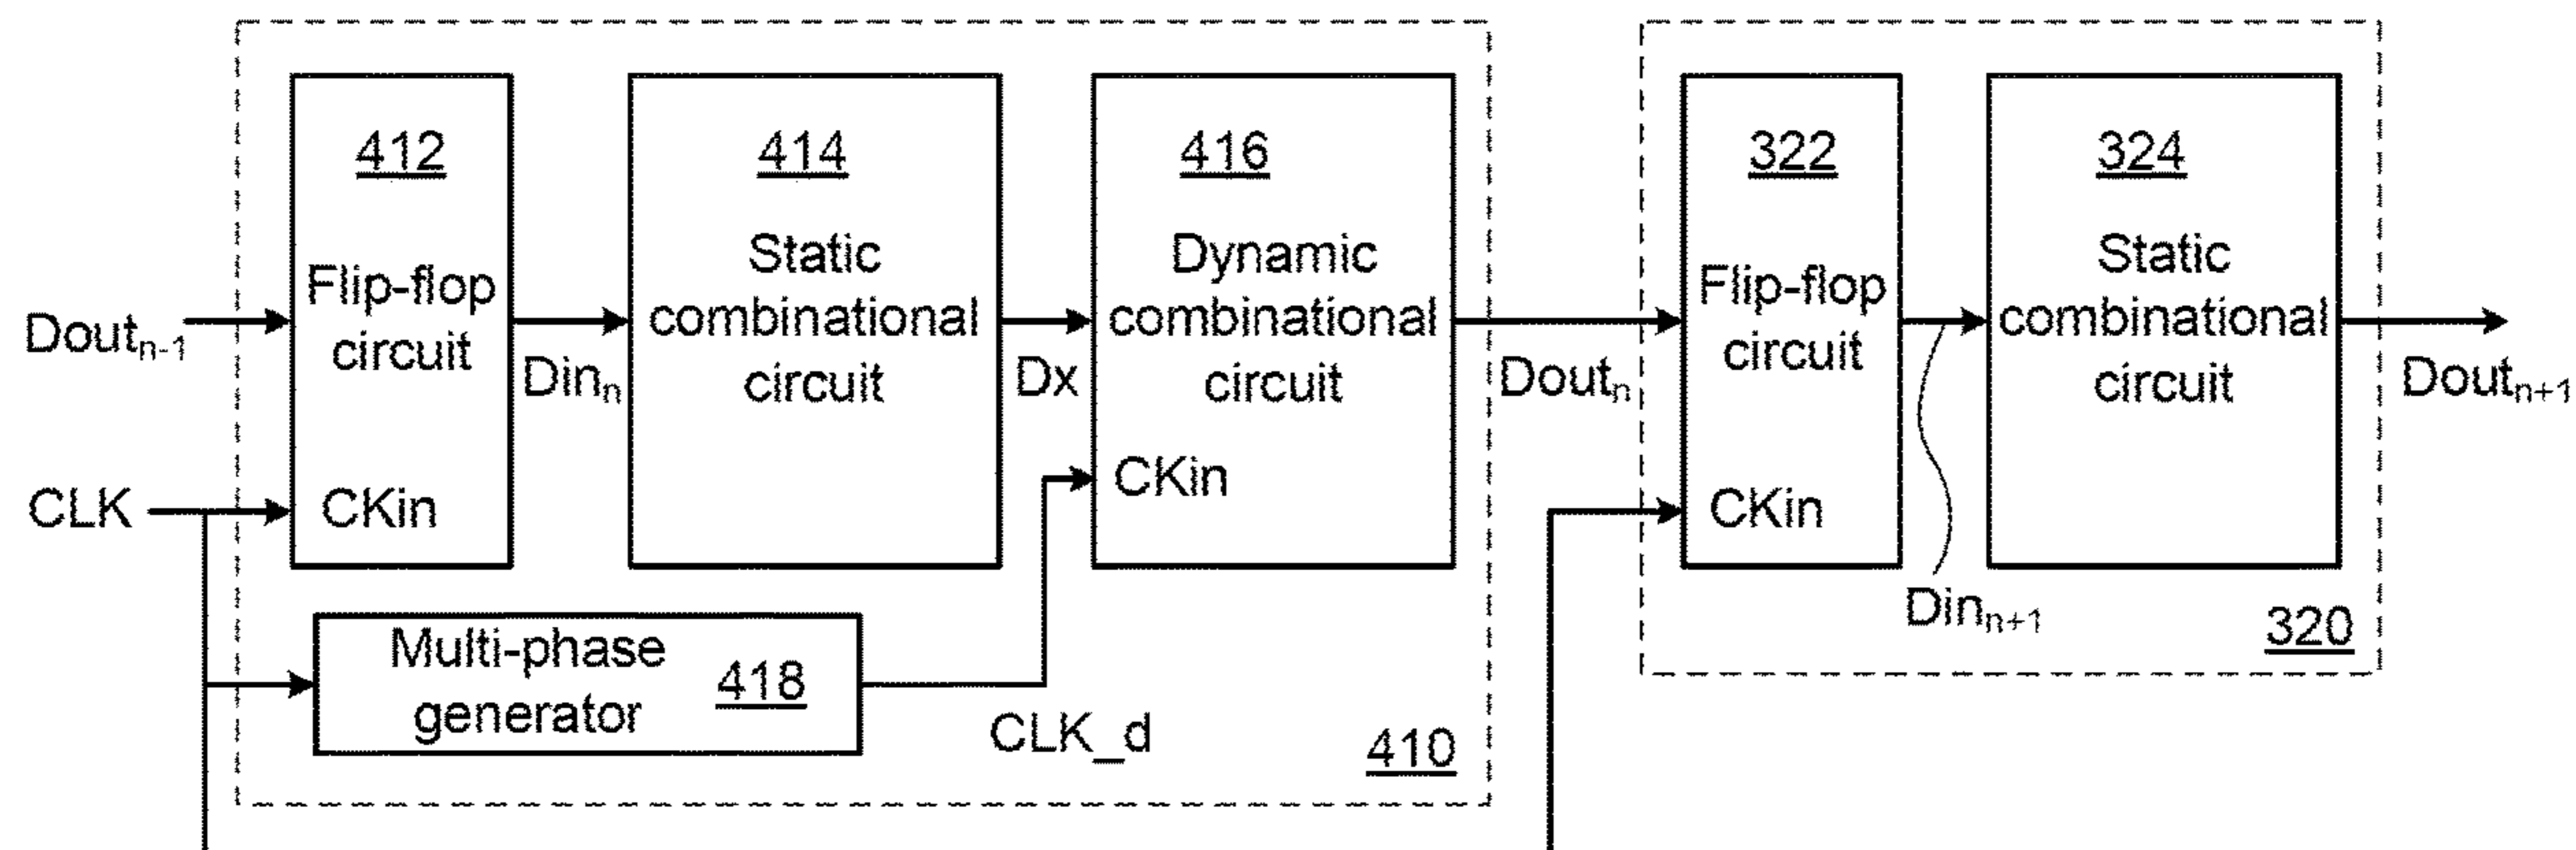 412
Flip-flop
circuit
CKin
414
Static
combinational
circuit
416
Dynamic
combinational
circuit
CKin
322
Flip-flop
circuit
CKin
324
Static
combinational
circuit
Doutn-1
Dinn
Dx
Doutn
Doutn+1
CLK
Dinn+1
320
Multi-phase
generator
418
CLK_d
410